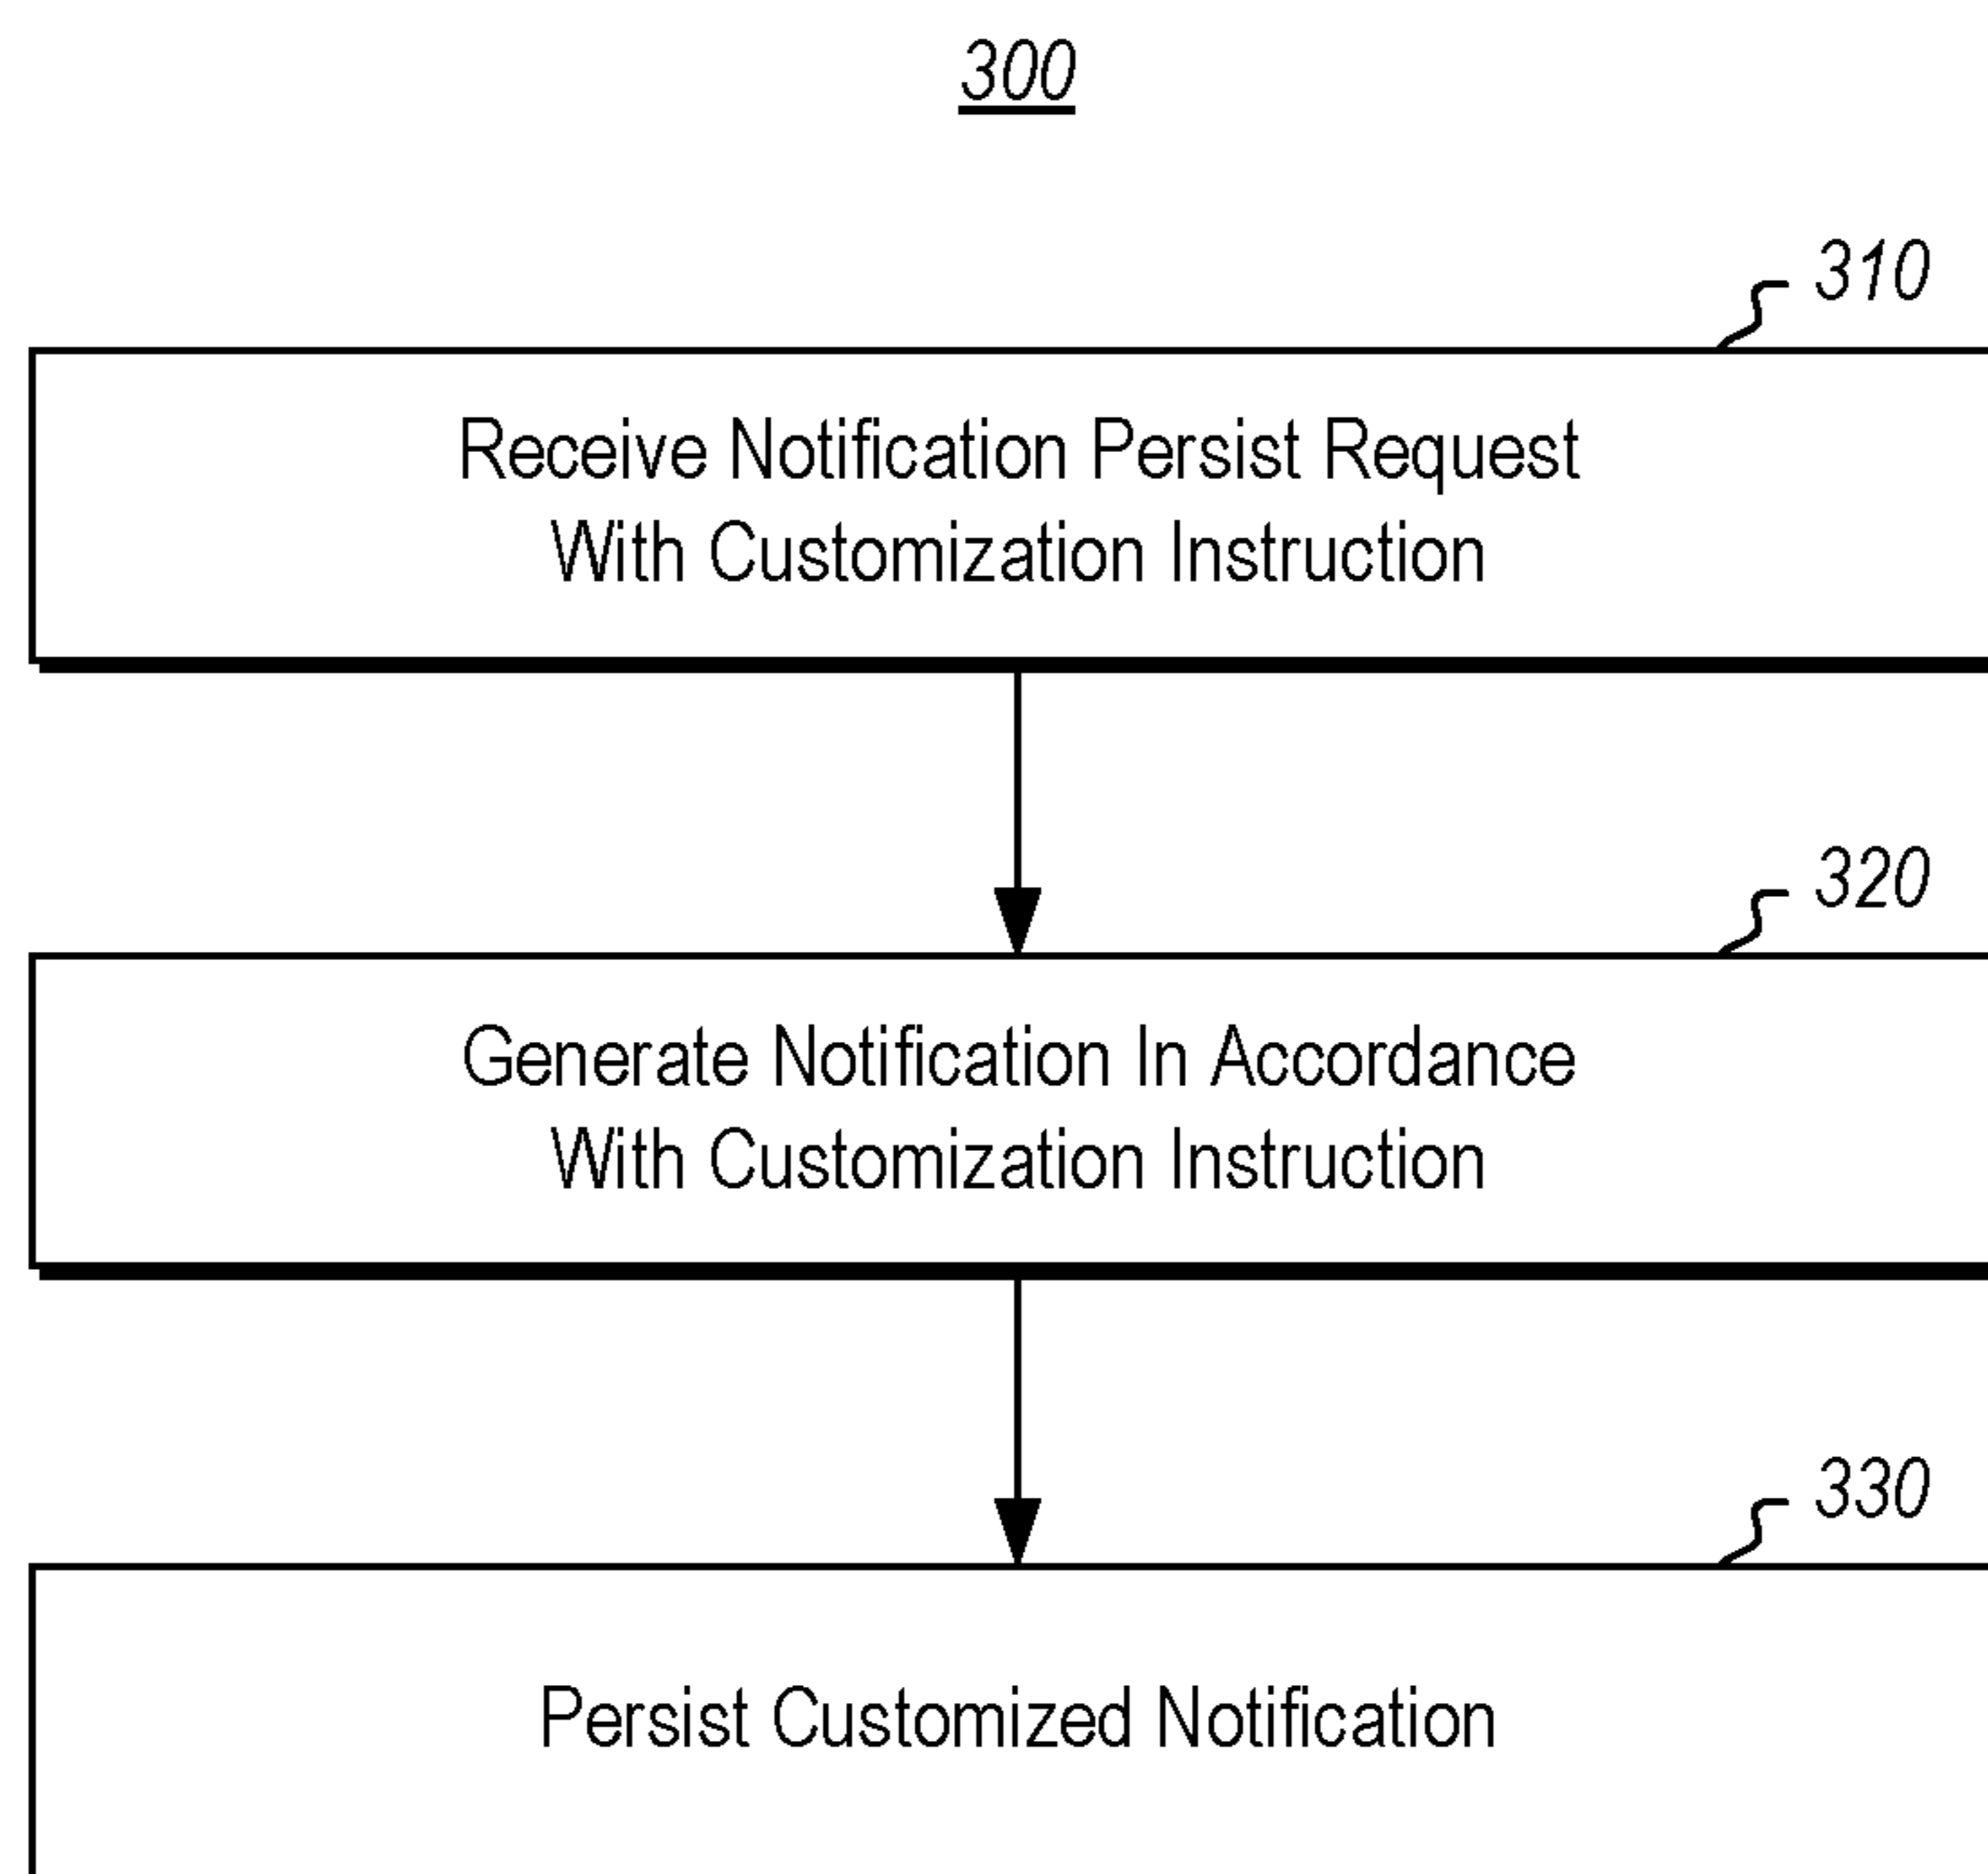 300
310
Receive Notification Persist Request
With Customization Instruction
320
Generate Notification In Accordance
With Customization Instruction
330
Persist Customized Notification